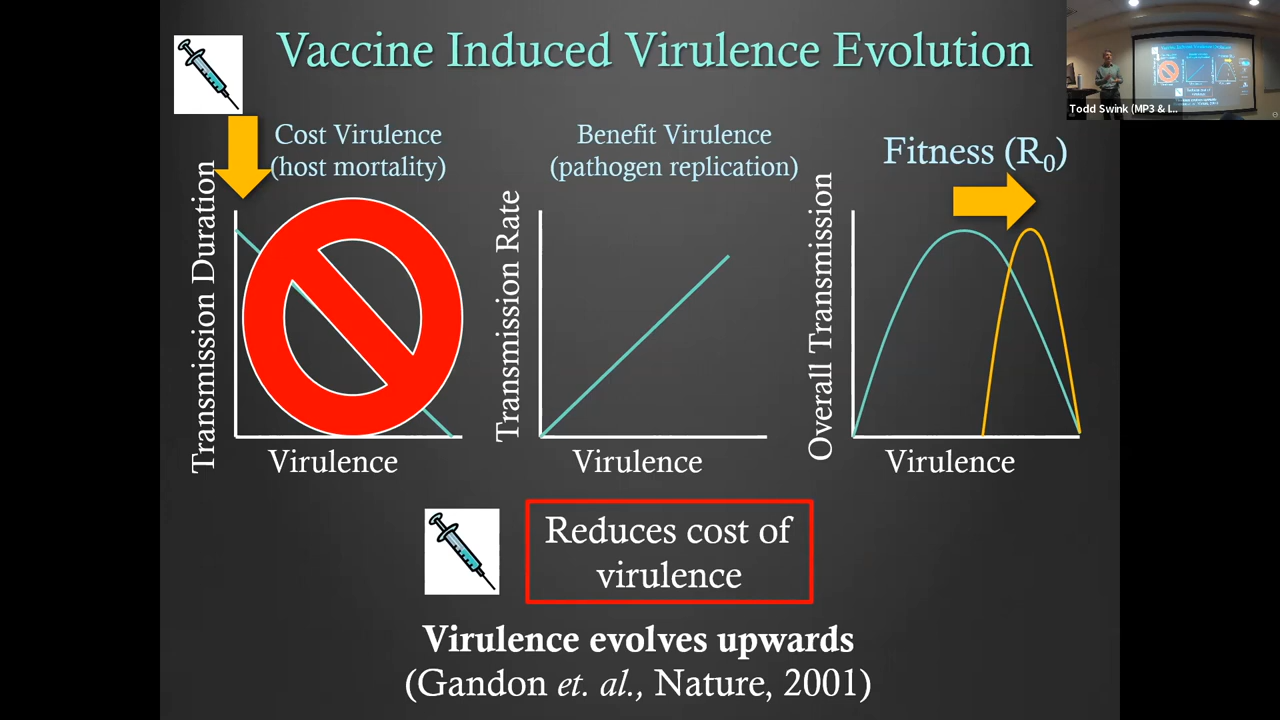 Vaccine Induced Virulence Evolution
Todd Swink (MP3 & I...
Cost Virulence
(host mortality)
Benefit Virulence
(pathogen replication)
Fitness (R₀)
Transmission Duration
Virulence
Transmission Rate
Virulence
Overall Transmission
Virulence
Reduces cost of
virulence
Virulence evolves upwards
(Gandon et. al., Nature, 2001)